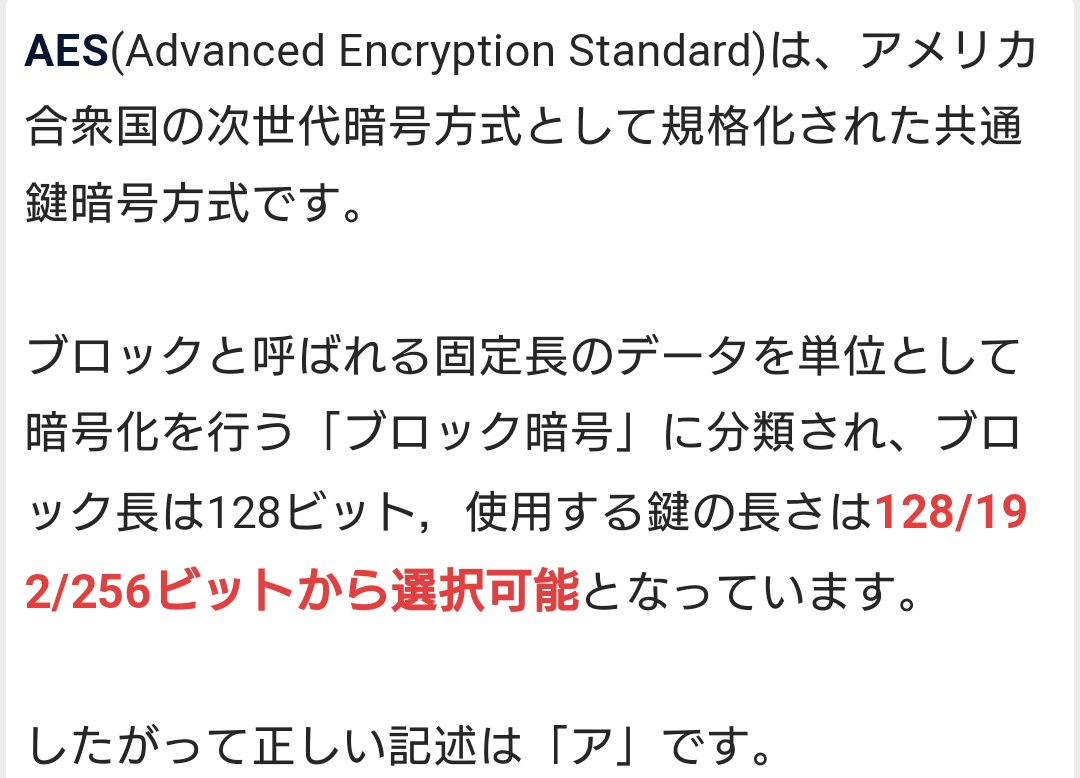 AES(Advanced Encryption Standard)は、アメリカ
合衆国の次世代暗号方式として規格化された共通
鍵暗号方式です。
ブロックと呼ばれる固定長のデータを単位として
暗号化を行う「ブロック暗号」に分類され、ブロ
ック長は128ビット，使用する鍵の長さは128/19
2/256ビットから選択可能となっています。
したがって正しい記述は「ア」です。